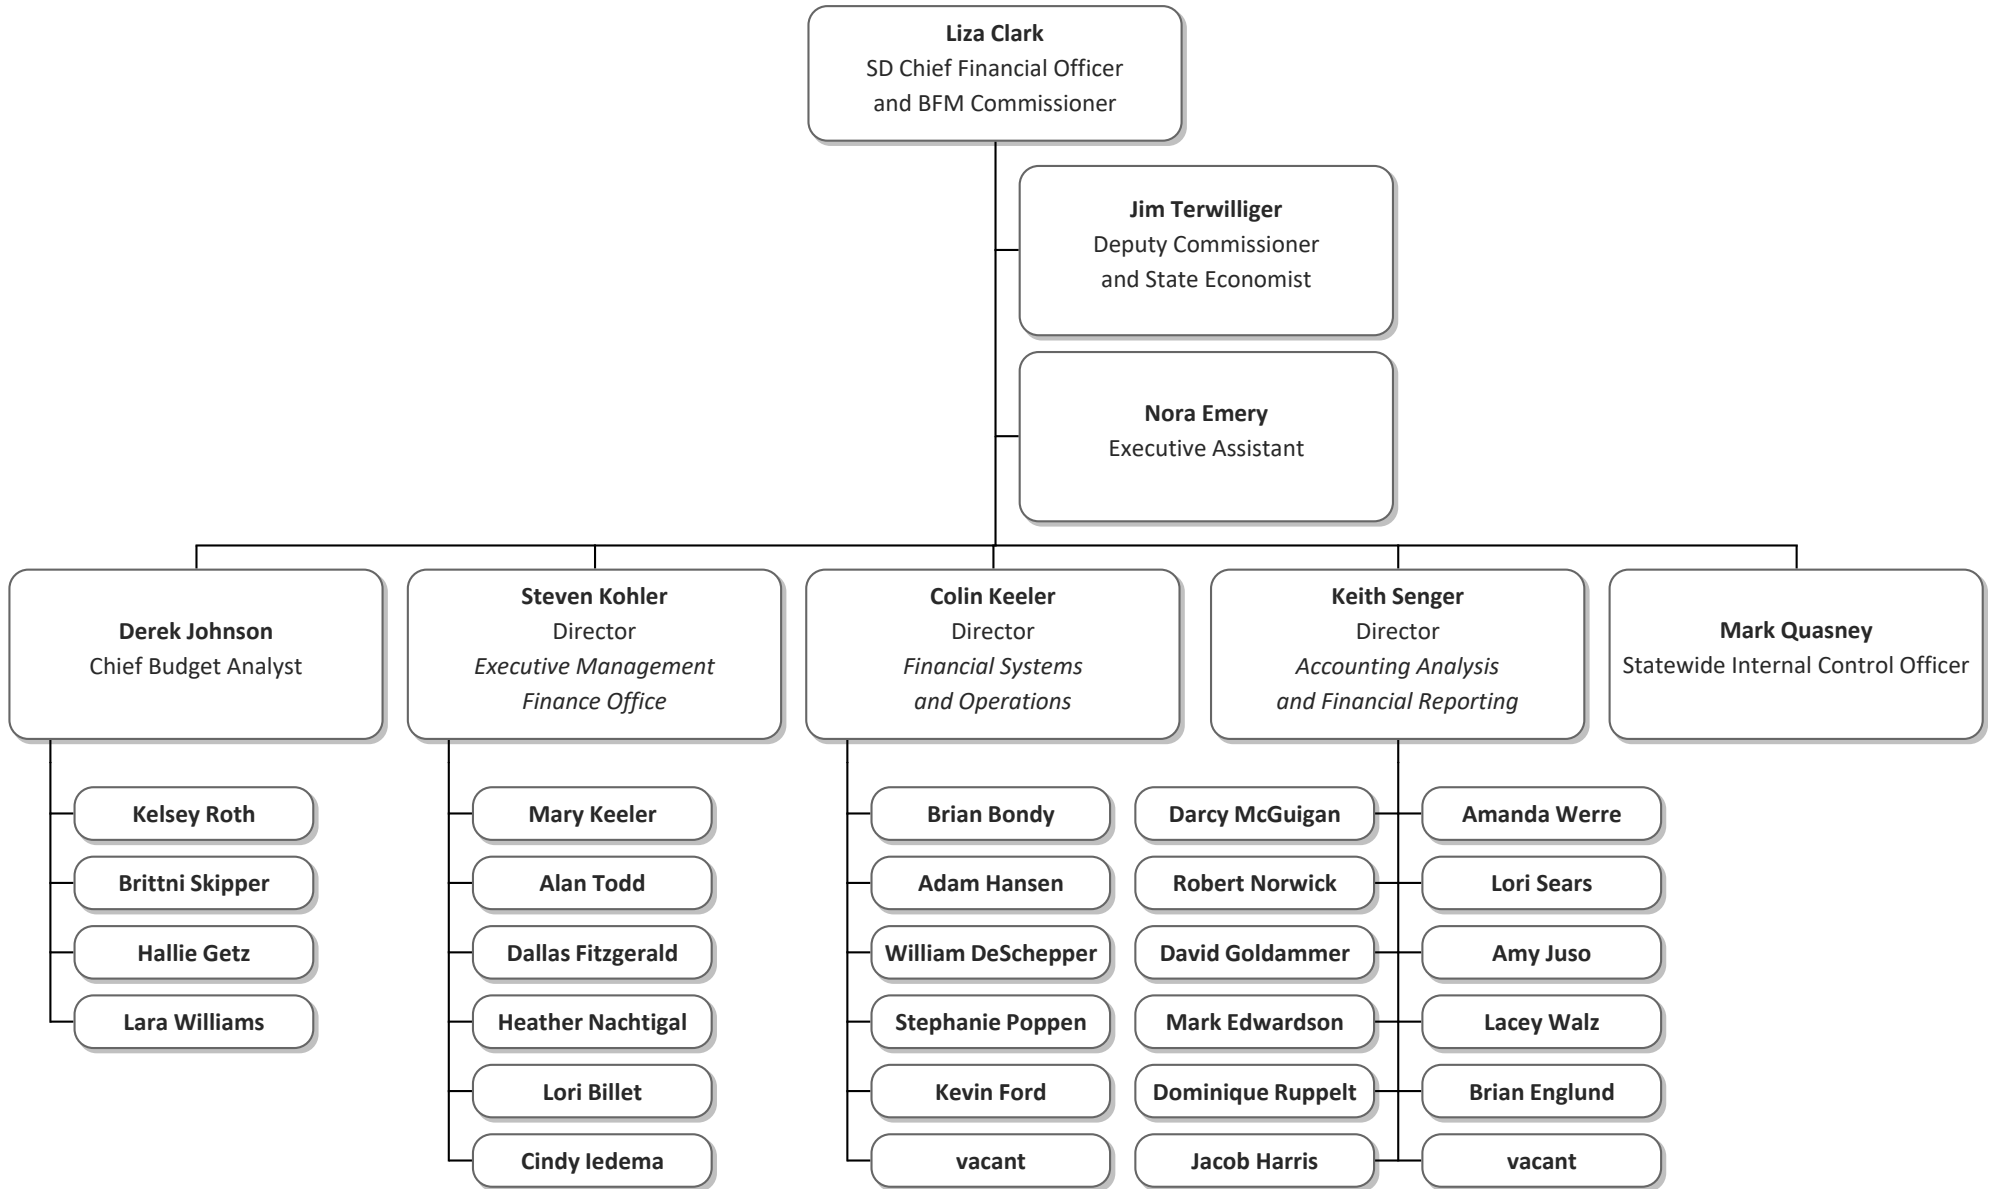 Liza Clark
SD Chief Financial Officer
and BFM Commissioner
Jim Terwilliger
Deputy Commissioner
and State Economist
Nora Emery
Executive Assistant
Derek Johnson
Chief Budget Analyst
Steven Kohler
Director
Executive Management
Finance Office
Colin Keeler
Director
Financial Systems
and Operations
Keith Senger
Director
Accounting Analysis
and Financial Reporting
Mark Quasney
Statewide Internal Control Officer
Kelsey Roth
Brittni Skipper
Hallie Getz
Lara Williams
Mary Keeler
Alan Todd
Dallas Fitzgerald
Heather Nachtigal
Lori Billet
Cindy Iedema
Brian Bondy
Adam Hansen
William DeSchepper
Stephanie Poppen
Kevin Ford
vacant
Darcy McGuigan
Robert Norwick
David Goldammer
Mark Edwardson
Dominique Ruppelt
Jacob Harris
Amanda Werre
Lori Sears
Amy Juso
Lacey Walz
Brian Englund
vacant